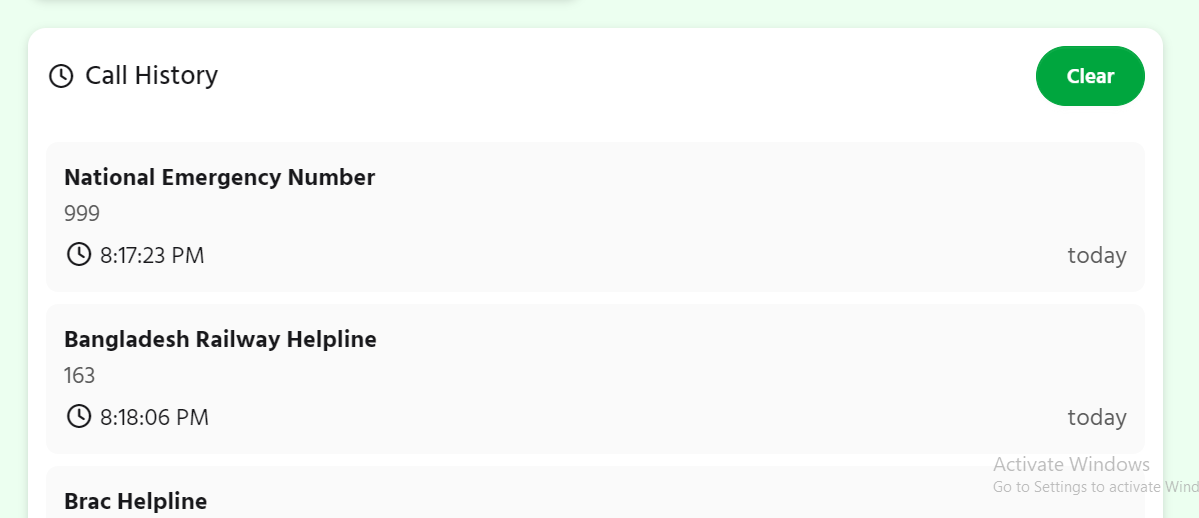 Call History
Clear
National Emergency Number
999
8:17:23 PM
today
Bangladesh Railway Helpline
163
8:18:06 PM
today
Brac Helpline
Activate Windows
Go to Settings to activate Wind